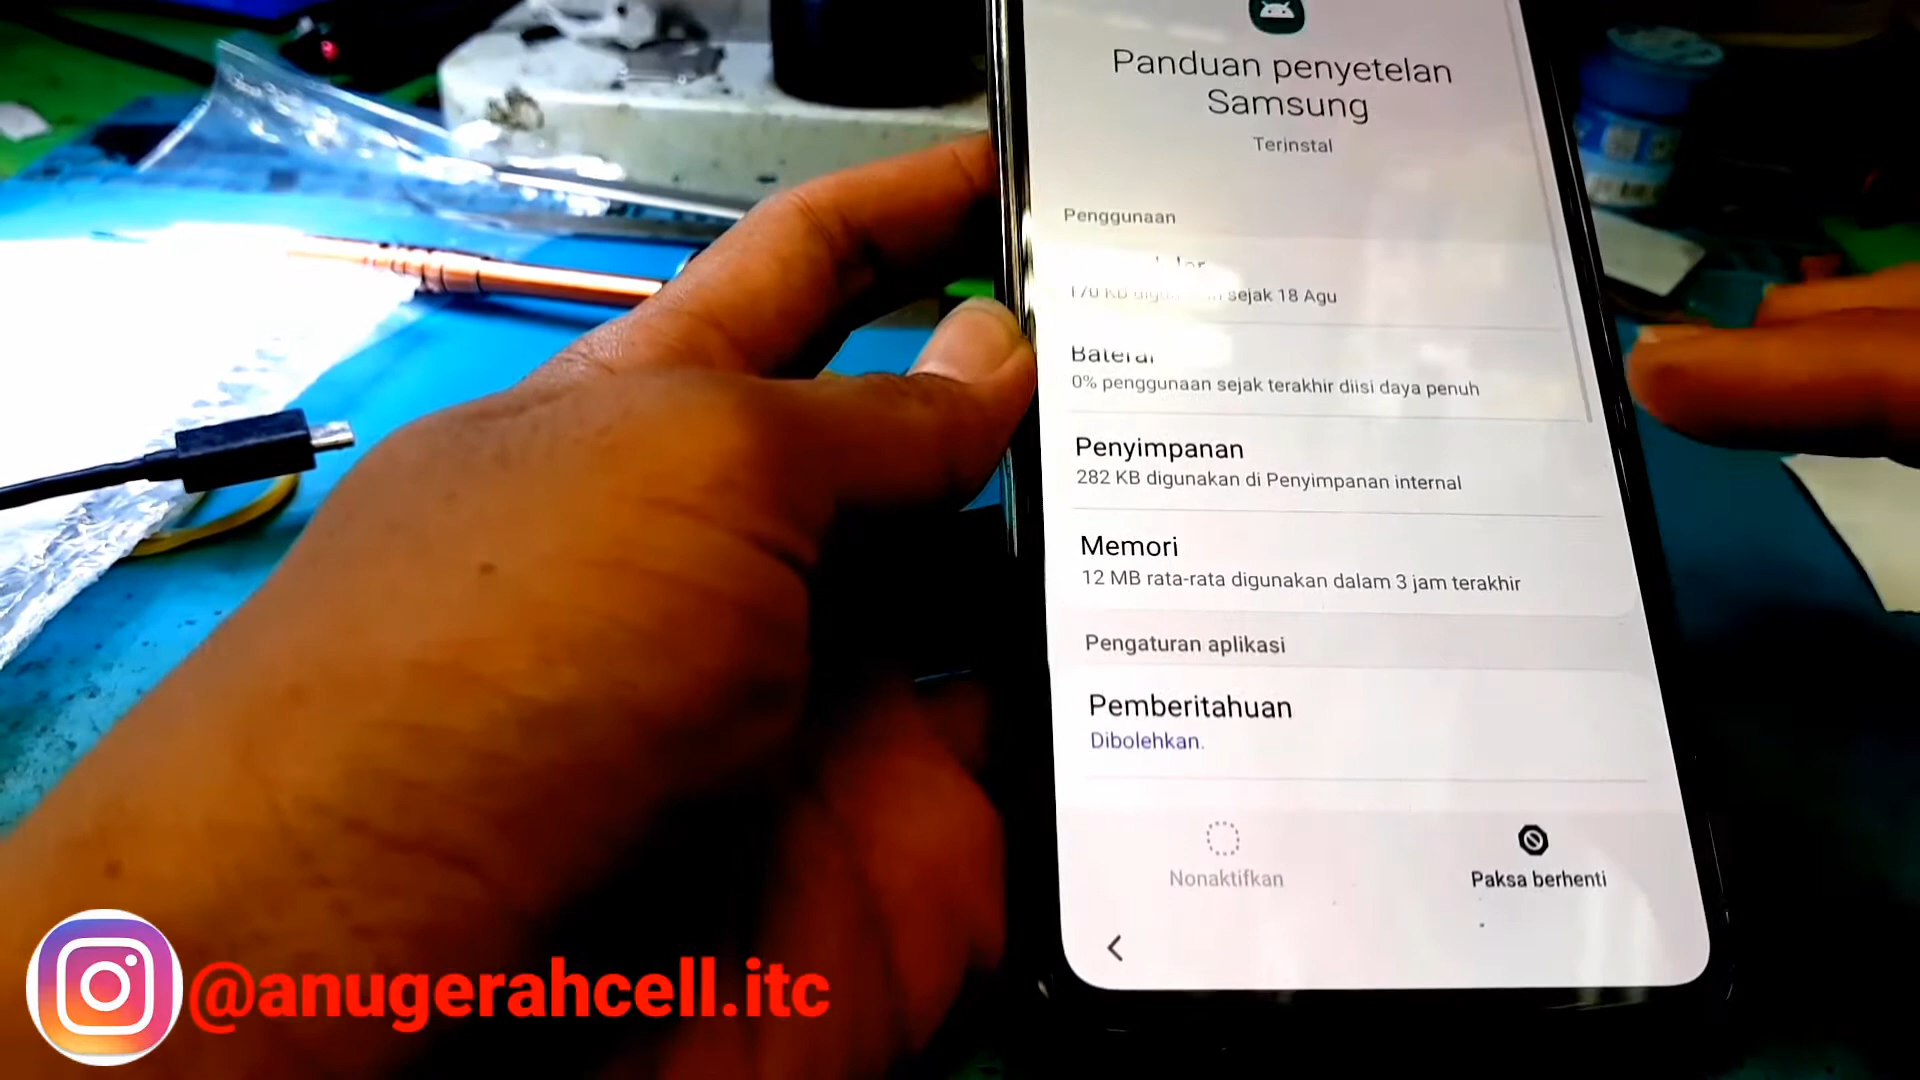 Panduan penyetelan
Samsung
Terinstal
Penggunaan
sejak 18 Agu
Baterai
0% penggunaan sejak terakhir diisi daya penuh
Penyimpanan
282 KB digunakan di Penyimpanan internal
Memori
12 MB rata-rata digunakan dalam 3 jam terakhir
Pengaturan aplikasi
Pemberitahuan
Dibolehkan.
Nonaktifkan
Paksa berhenti
@anugerahcell.itc